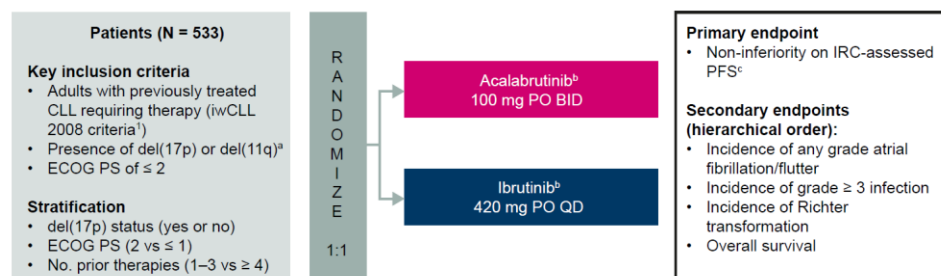 Patients (N = 533)
Key inclusion criteria
• Adults with previously treated
CLL requiring therapy (iwCLL
2008 criteria¹)
• Presence of del(17p) or del(11q)ᵃ
• ECOG PS of ≤ 2
Stratification
• del(17p) status (yes or no)
• ECOG PS (2 vs ≤ 1)
• No. prior therapies (1–3 vs ≥ 4)
R
A
N
D
O
M
I
Z
E
1:1
Acalabrutinibᵇ
100 mg PO BID
Ibrutinibᵇ
420 mg PO QD
Primary endpoint
• Non-inferiority on IRC-assessed
PFSᶜ
Secondary endpoints
(hierarchical order):
• Incidence of any grade atrial
fibrillation/flutter
• Incidence of grade ≥ 3 infection
• Incidence of Richter
transformation
• Overall survival